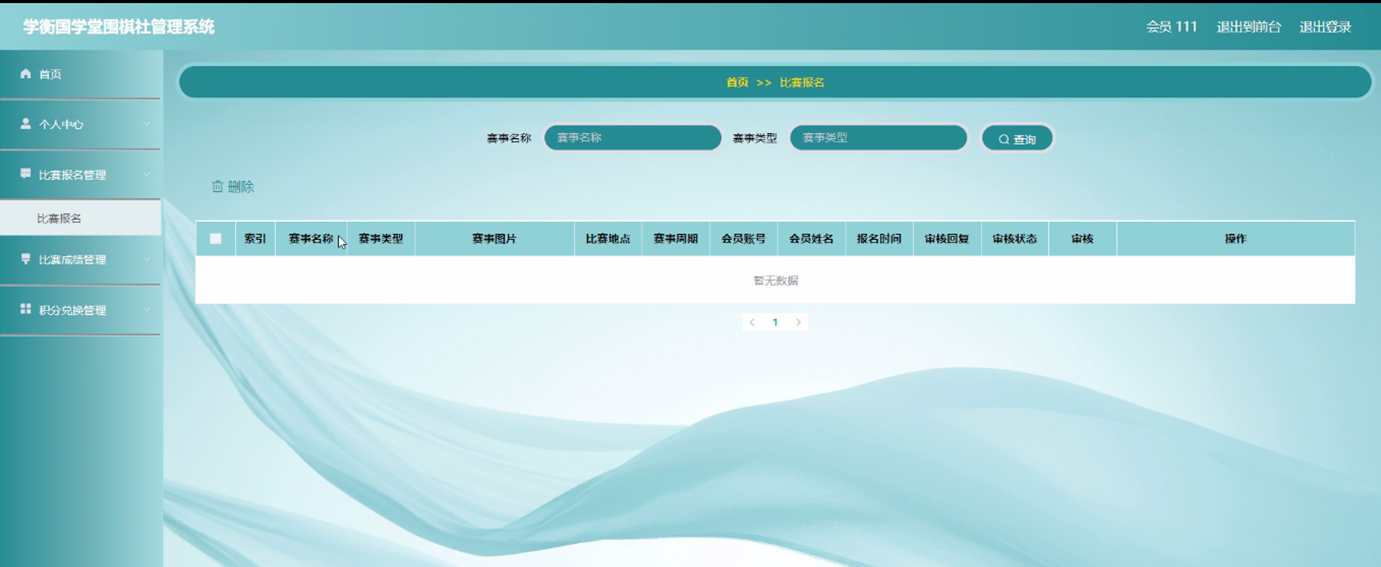 学衡国学堂围棋社管理系统
会员 111 退出到前台 退出登录
首页
个人中心
比赛报名管理
比赛报名
比赛成绩管理
积分兑换管理
首页 >> 比赛报名
赛事名称 赛事名称 赛事类型 赛事类型 查询
删除
索引 赛事名称 赛事类型 赛事图片 比赛地点 赛事周期 会员账号 会员姓名 报名时间 审核回复 审核状态 审核 操作
暂无数据
< 1 >